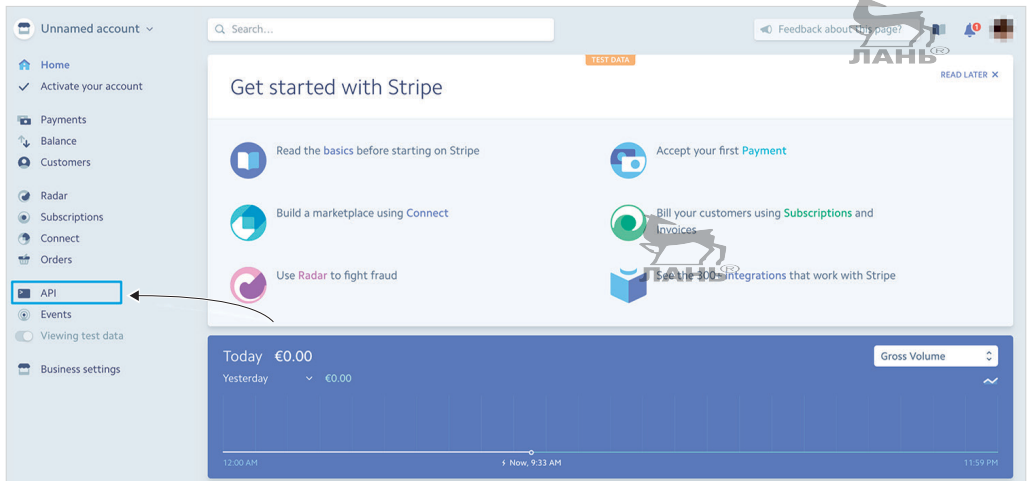 Unnamed account
Search...
Feedback about this page?
1
ЛАНЬ®
Home
Activate your account
Payments
Balance
Customers
Radar
Subscriptions
Connect
Orders
API
Events
Viewing test data
Business settings
TEST DATA
READ LATER ×
Get started with Stripe
Read the basics before starting on Stripe
Accept your first Payment
Build a marketplace using Connect
Bill your customers using Subscriptions and
Invoices
Use Radar to fight fraud
See the 300+ integrations that work with Stripe
ЛАНЬ®
Today €0.00
Gross Volume
Yesterday €0.00
12:00 AM
Now, 9:33 AM
11:59 PM